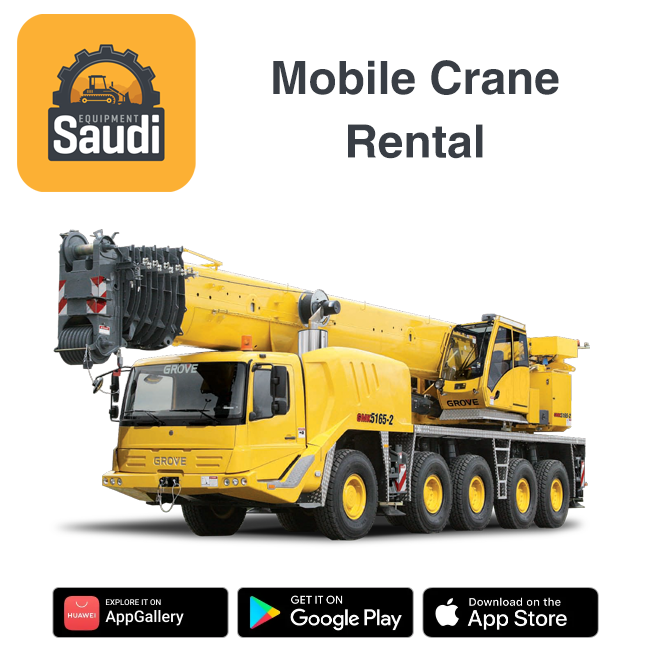 EQUIPMENT
Saudi
Mobile Crane
Rental
GROVE
GROVE
GMK5165-2
GROVE
EXPLORE IT ON
HUAWEI
AppGallery
GET IT ON
Google Play
Download on the
App Store